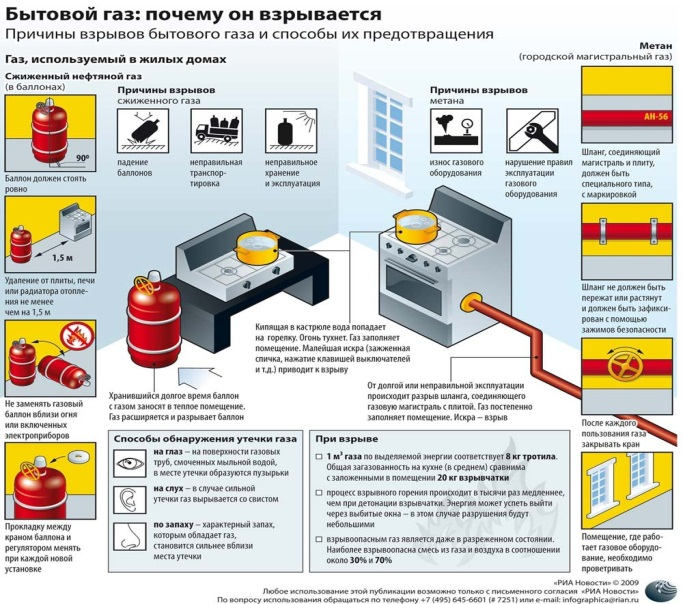 Бытовой газ: почему он взрывается
Причины взрывов бытового газа и способы их предотвращения
Газ, используемый в жилых домах
Сжиженный нефтяной газ
(в баллонах)
90º
Баллон должен стоять
ровно
1,5 м
Удаление от плиты, печи
или радиатора отопле-
ния не менее
чем на 1,5 м
Не заменять газовый
баллон вблизи огня
или включенных
электроприборов
Прокладку между
краном баллона и
регулятором менять
при каждой новой
установке
Причины взрывов
сжиженного газа
падение
баллонов
неправильная
транспор-
тировка
неправильное
хранение
и эксплуатация
Причины взрывов
метана
износ газового
оборудования
нарушение правил
эксплуатации
газового
оборудования
Метан
(городской магистральный газ)
АН-56
Шланг, соединяющий
магистраль и плиту,
должен быть
специального типа,
с маркировкой
Шланг не должен быть
пережат или растянут
и должен быть зафикси-
рован с помощью
зажимов безопасности
После каждого
пользования газа
закрывать кран
Помещение, где рабо-
тает газовое оборудо-
вание, необходимо
проветривать
Кипящая в кастрюле вода попадает
на горелку. Огонь тухнет. Газ заполняет
помещение. Малейшая искра (зажженная
спичка, нажатие клавишей выключателей
и т.д.) приводит к взрыву
Хранившийся долгое время баллон
с газом заносят в теплое помещение.
Газ расширяется и разрывает баллон
От долгой или неправильной эксплуатации
происходит разрыв шланга, соединяющего
газовую магистраль с плитой. Газ постепенно
заполняет помещение. Искра – взрыв
Способы обнаружения утечки газа
на глаз – на поверхности газовых
труб, смоченных мыльной водой,
в месте утечки образуются пузырьки
на слух – в случае сильной
утечки газ вырывается со свистом
по запаху – характерный запах,
которым обладает газ,
становится сильнее вблизи
места утечки
При взрыве
1 м³ газа по выделяемой энергии соответствует 8 кг тротила.
Общая загазованность на кухне (в среднем) сравнима
с заложенными в помещении 20 кг взрывчатки
процесс взрывного горения происходит в тысячи раз медленнее,
чем при детонации взрывчатки. Энергия может успеть выйти
через выбитые окна – в этом случае разрушения будут
небольшими
взрывоопасным газ является даже в разреженном состоянии.
Наиболее взрывоопасна смесь из газа и воздуха в соотношении
около 30% и 70%
«РИА Новости» © 2009
Любое использование этой публикации возможно только с письменного согласия «РИА Новости»
По вопросу использования обращаться по телефону +7 (495) 645-6601 (# 7251) или e-mail: infographica@rian.ru